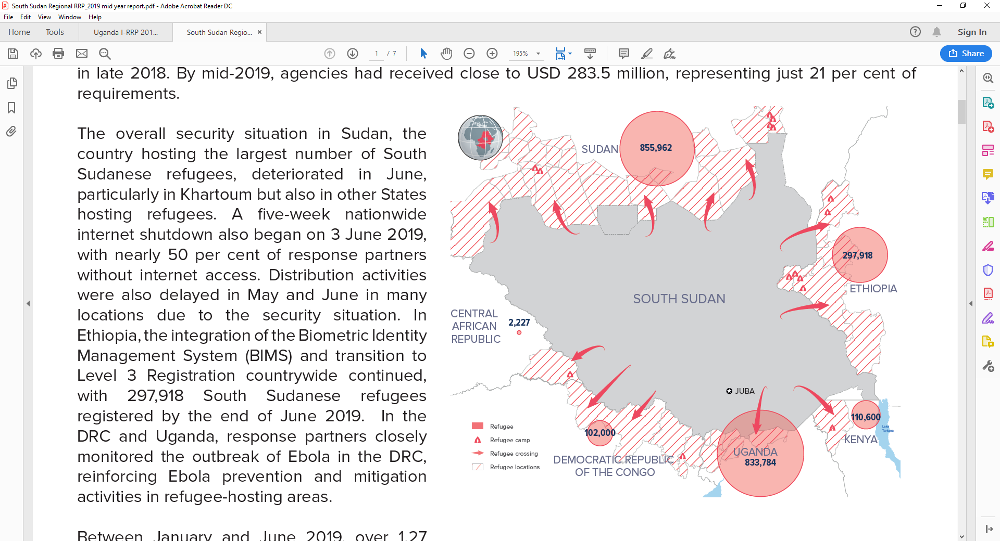 South Sudan Regional RRP_2019 mid year report.pdf - Adobe Acrobat Reader DC
File Edit View Window Help
Home Tools Uganda I-RRP 201... South Sudan Regio... Sign In
1 / 7 195% Share
in late 2018. By mid-2019, agencies had received close to USD 283.5 million, representing just 21 per cent of
requirements.
The overall security situation in Sudan, the
country hosting the largest number of South
Sudanese refugees, deteriorated in June,
particularly in Khartoum but also in other States
hosting refugees. A five-week nationwide
internet shutdown also began on 3 June 2019,
with nearly 50 per cent of response partners
without internet access. Distribution activities
were also delayed in May and June in many
locations due to the security situation. In
Ethiopia, the integration of the Biometric Identity
Management System (BIMS) and transition to
Level 3 Registration countrywide continued,
with 297,918 South Sudanese refugees
registered by the end of June 2019. In the
DRC and Uganda, response partners closely
monitored the outbreak of Ebola in the DRC,
reinforcing Ebola prevention and mitigation
activities in refugee-hosting areas.
Between January and June 2019, over 1.27
SUDAN
855,962
297,918
ETHIOPIA
SOUTH SUDAN
CENTRAL
AFRICAN
REPUBLIC
2,227
JUBA
110,600
KENYA
Lake
Turkana
102,000
UGANDA
833,784
DEMOCRATIC REPUBLIC
OF THE CONGO
Refugee
Refugee camp
Refugee crossing
Refugee locations